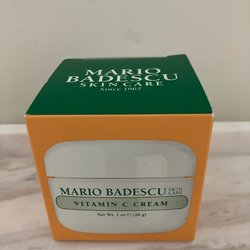 MARIO
BADESCU
SKIN CARE
Since 1967
MARIO BADESCU SKIN CARE
VITAMIN C CREAM
Net Wt. 1 oz (28 g)